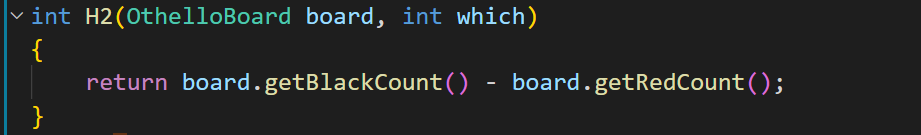 int H2(OthelloBoard board, int which)
{
    return board.getBlackCount() - board.getRedCount();
}